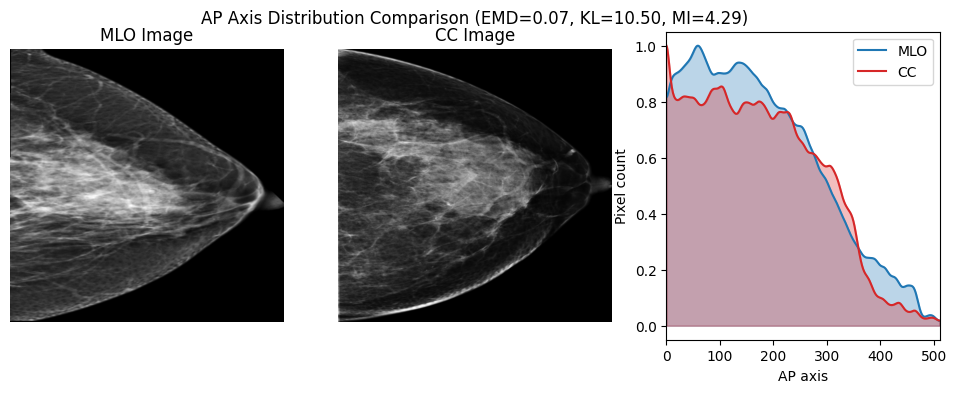 AP Axis Distribution Comparison (EMD=0.07, KL=10.50, MI=4.29)
MLO Image
CC Image
MLO
CC
1.0
0.8
0.6
0.4
0.2
0.0
Pixel count
0 100 200 300 400 500
AP axis